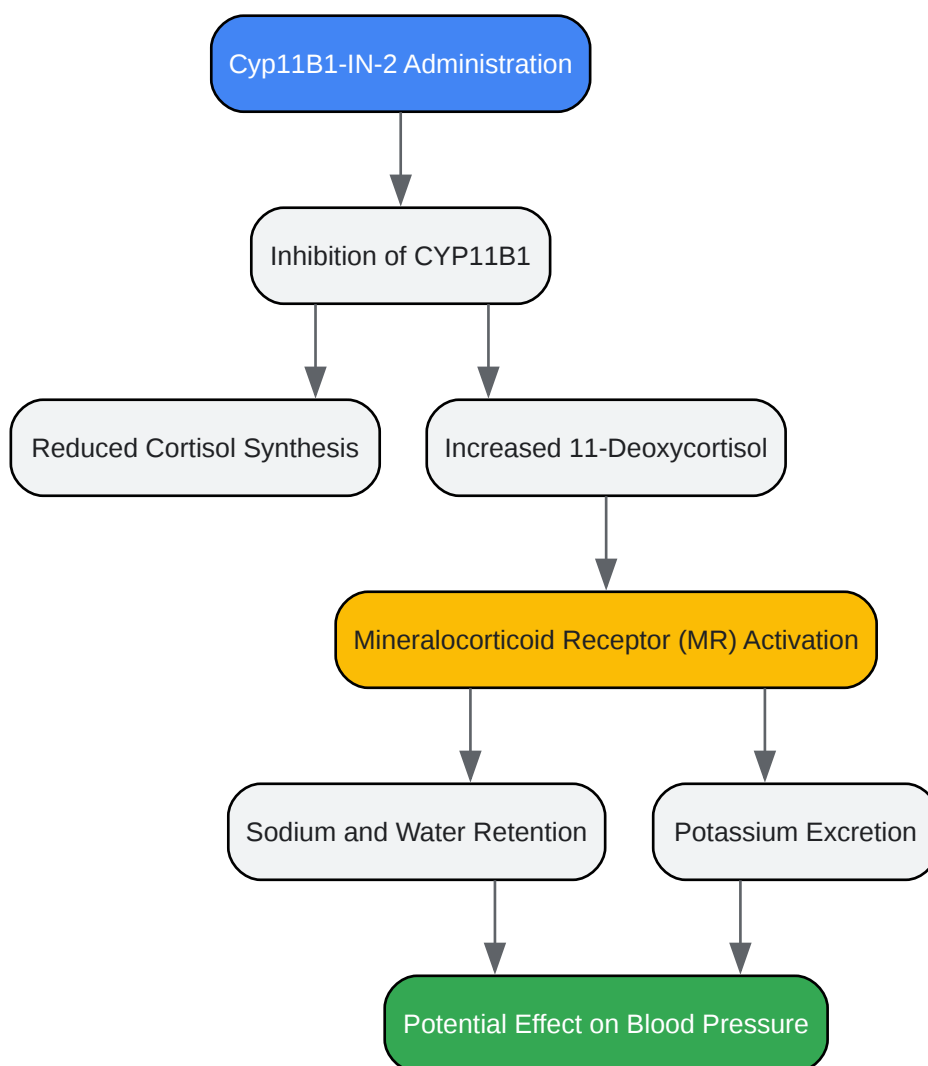 Cyp11B1-IN-2 Administration
Inhibition of CYP11B1
Reduced Cortisol Synthesis
Increased 11-Deoxycortisol
Mineralocorticoid Receptor (MR) Activation
Sodium and Water Retention
Potassium Excretion
Potential Effect on Blood Pressure